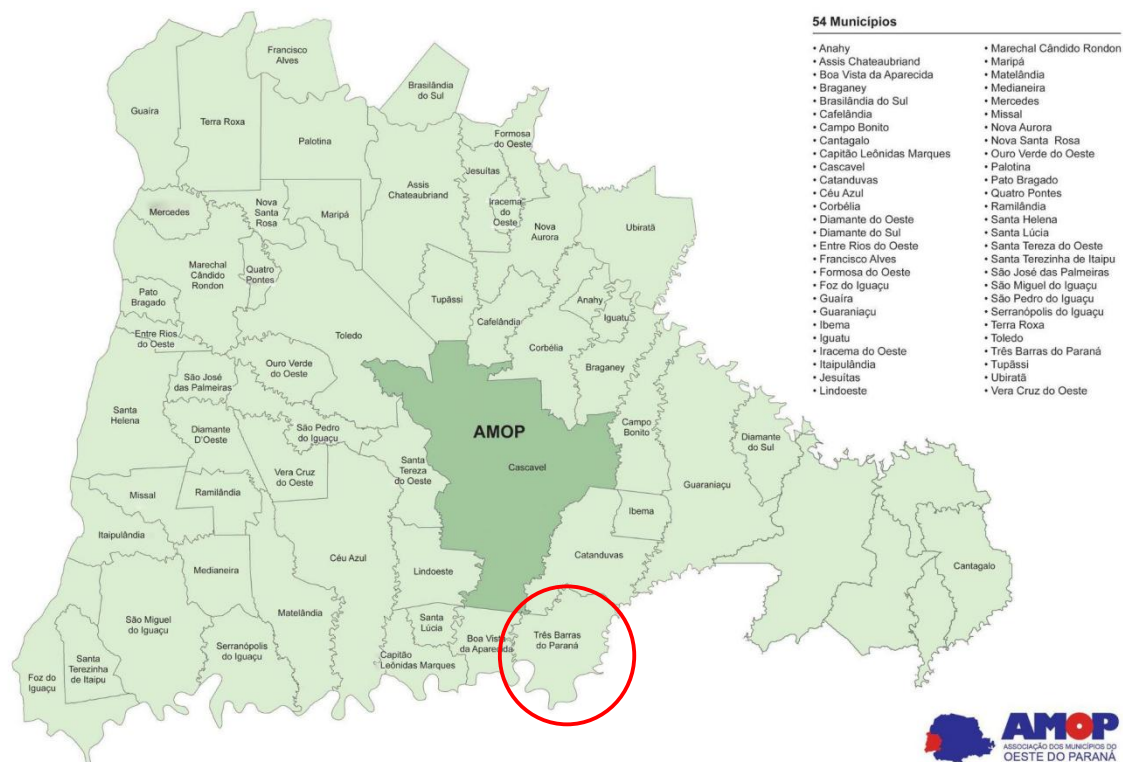 54 Municípios
• Anahy
• Assis Chateaubriand
• Boa Vista da Aparecida
• Braganey
• Brasilândia do Sul
• Cafelândia
• Campo Bonito
• Cantagalo
• Capitão Leônidas Marques
• Cascavel
• Catanduvas
• Céu Azul
• Corbélia
• Diamante do Oeste
• Diamante do Sul
• Entre Rios do Oeste
• Francisco Alves
• Formosa do Oeste
• Foz do Iguaçu
• Guaíra
• Guaraniaçu
• Ibema
• Iguatu
• Iracema do Oeste
• Itaipulândia
• Jesuítas
• Lindoeste
• Marechal Cândido Rondon
• Maripá
• Matelândia
• Medianeira
• Mercedes
• Missal
• Nova Aurora
• Nova Santa Rosa
• Ouro Verde do Oeste
• Palotina
• Pato Bragado
• Quatro Pontes
• Ramilândia
• Santa Helena
• Santa Lúcia
• Santa Tereza do Oeste
• Santa Terezinha de Itaipu
• São José das Palmeiras
• São Miguel do Iguaçu
• São Pedro do Iguaçu
• Serranópolis do Iguaçu
• Terra Roxa
• Toledo
• Três Barras do Paraná
• Tupãssi
• Ubiratã
• Vera Cruz do Oeste
Francisco
Alves
Brasilândia
do Sul
Guaíra
Terra Roxa
Palotina
Formosa
do Oeste
Jesuítas
Assis
Chateaubriand
Iracema
do
Oeste
Mercedes
Nova
Santa
Rosa
Maripá
Nova
Aurora
Ubiratã
Marechal
Cândido
Rondon
Quatro
Pontes
Pato
Bragado
Tupãssi
Anahy
Iguatu
Cafelândia
Entre Rios
do Oeste
Toledo
Corbélia
Ouro Verde
do Oeste
Braganey
São José
das Palmeiras
Santa
Helena
Diamante
D'Oeste
São Pedro
do Iguaçu
AMOP
Cascavel
Campo
Bonito
Diamante
do Sul
Santa
Tereza
do Oeste
Vera Cruz
do Oeste
Guaraniaçu
Missal
Ramilândia
Ibema
Itaipulândia
Céu Azul
Catanduvas
Cantagalo
Medianeira
Lindoeste
Matelândia
São Miguel
do Iguaçu
Santa
Lúcia
Boa Vista
da Aparecida
Três Barras
do Paraná
Serranópolis
do Iguaçu
Capitão
Leônidas Marques
Santa
Terezinha
de Itaipu
Foz do
Iguaçu
AMOP
ASSOCIAÇÃO DOS MUNICÍPIOS DO
OESTE DO PARANÁ